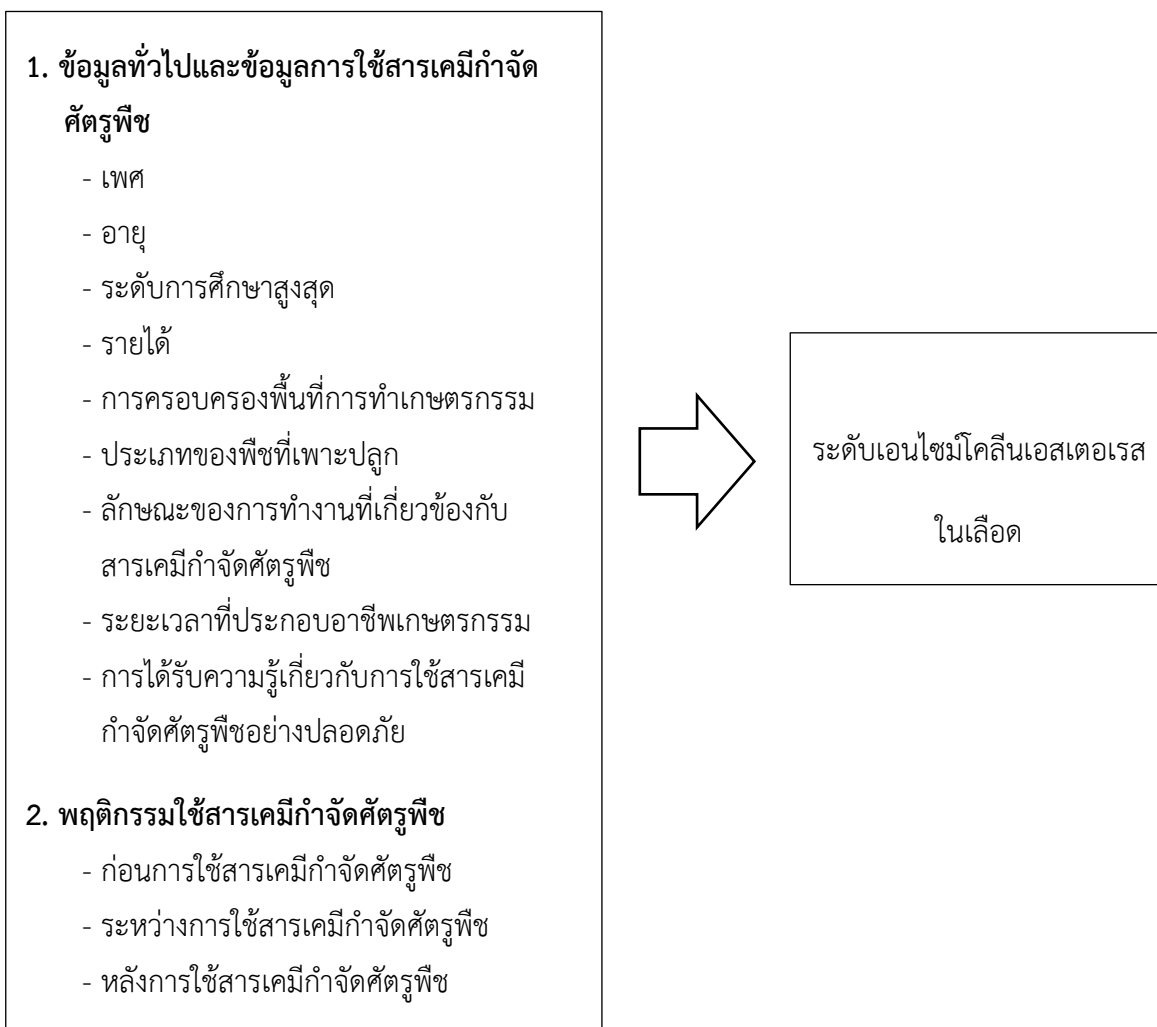 1. ข้อมูลทั่วไปและข้อมูลการใช้สารเคมีกำจัด
ศัตรูพืช
- เพศ
- อายุ
- ระดับการศึกษาสูงสุด
- รายได้
- การครอบครองพื้นที่การทำเกษตรกรรม
- ประเภทของพืชที่เพาะปลูก
- ลักษณะของการทำงานที่เกี่ยวข้องกับ
สารเคมีกำจัดศัตรูพืช
- ระยะเวลาที่ประกอบอาชีพเกษตรกรรม
- การได้รับความรู้เกี่ยวกับการใช้สารเคมี
กำจัดศัตรูพืชอย่างปลอดภัย
2. พฤติกรรมใช้สารเคมีกำจัดศัตรูพืช
- ก่อนการใช้สารเคมีกำจัดศัตรูพืช
- ระหว่างการใช้สารเคมีกำจัดศัตรูพืช
- หลังการใช้สารเคมีกำจัดศัตรูพืช
ระดับเอนไซม์โคลีนเอสเตอเรส
ในเลือด